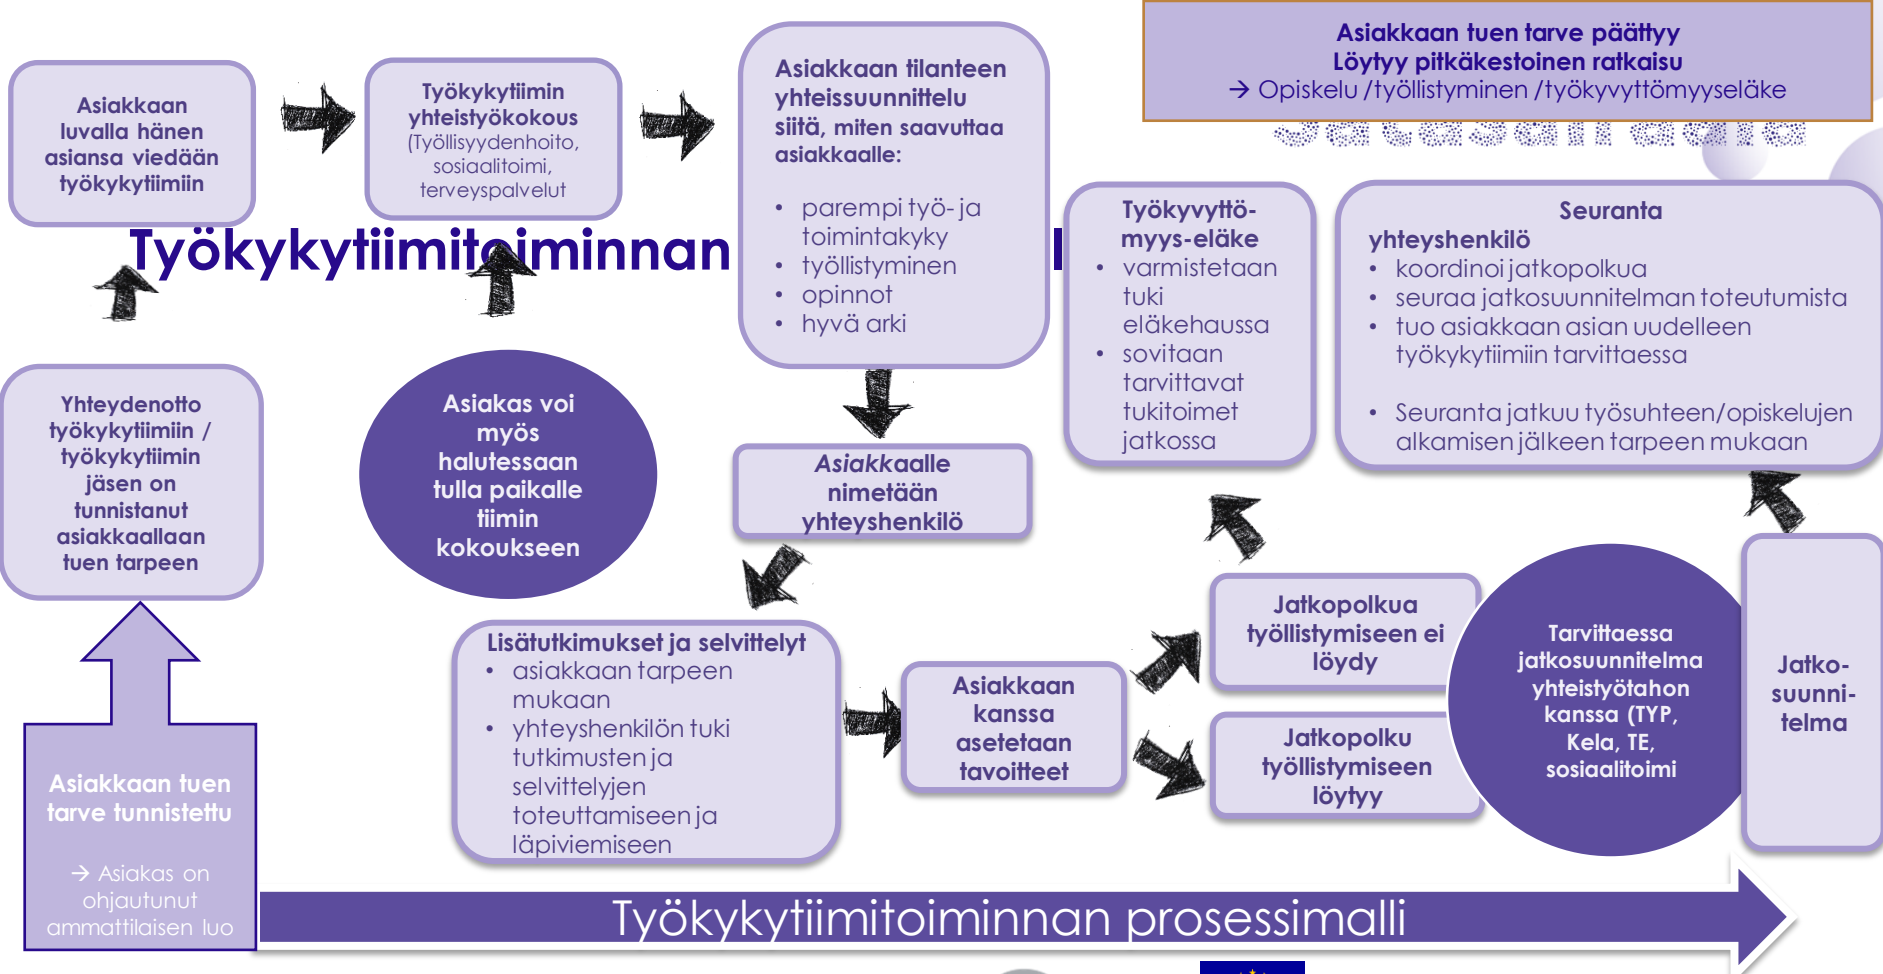 Asiakkaan
luvalla hänen
asiansa viedään
työkykytiimiin
Työkykytiimin
yhteistyökokous
(Työllisyydenhoito,
sosiaalitoimi,
terveyspalvelut
Asiakkaan tilanteen
yhteissuunnittelu
siitä, miten saavuttaa
asiakkaalle:
• parempi työ- ja
toimintakyky
• työllistyminen
• opinnot
• hyvä arki
Asiakkaan tuen tarve päättyy
Löytyy pitkäkestoinen ratkaisu
→ Opiskelu /työllistyminen /työkyvyttömyyseläke
Työkykytiimitoiminnan
Työkyvyttö-
myys-eläke
• varmistetaan
tuki
eläkehaussa
• sovitaan
tarvittavat
tukitoimet
jatkossa
Seuranta
yhteyshenkilö
• koordinoi jatkopolkua
• seuraa jatkosuunnitelman toteutumista
• tuo asiakkaan asian uudelleen
työkykytiimiin tarvittaessa
• Seuranta jatkuu työsuhteen/opiskelujen
alkamisen jälkeen tarpeen mukaan
Yhteydenotto
työkykytiimiin /
työkykytiimin
jäsen on
tunnistanut
asiakkaallaan
tuen tarpeen
Asiakas voi
myös
halutessaan
tulla paikalle
tiimin
kokoukseen
Asiakkaalle
nimetään
yhteyshenkilö
Lisätutkimukset ja selvittelyt
• asiakkaan tarpeen
mukaan
• yhteyshenkilön tuki
tutkimusten ja
selvittelyjen
toteuttamiseen ja
läpiviemiseen
Asiakkaan
kanssa
asetetaan
tavoitteet
Jatkopolkua
työllistymiseen ei
löydy
Jatkopolku
työllistymiseen
löytyy
Tarvittaessa
jatkosuunnitelma
yhteistyötahon
kanssa (TYP,
Kela, TE,
sosiaalitoimi
Jatko-
suunni-
telma
Asiakkaan tuen
tarve tunnistettu
→ Asiakas on
ohjautunut
ammattilaisen luo
Työkykytiimitoiminnan prosessimalli